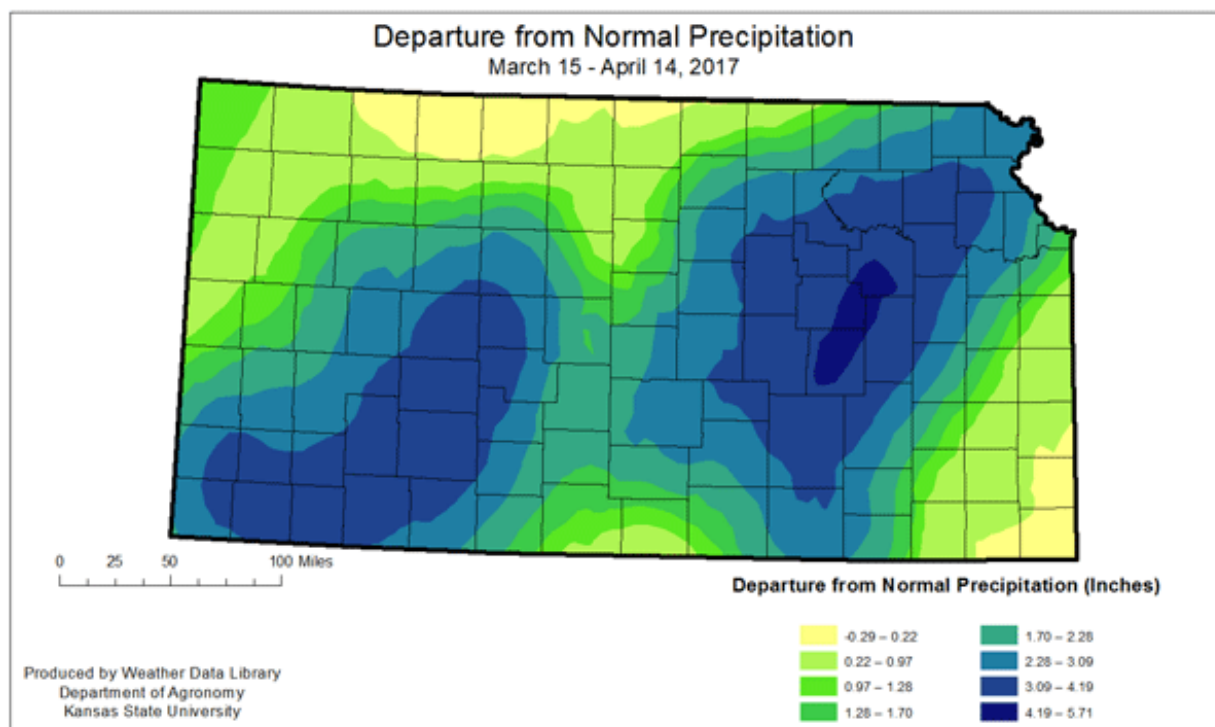 Departure from Normal Precipitation
March 15 - April 14, 2017
0 25 50 100 Miles
Departure from Normal Precipitation (Inches)
-0.29 – 0.22
0.22 – 0.97
0.97 – 1.28
1.28 – 1.70
1.70 – 2.28
2.28 – 3.09
3.09 – 4.19
4.19 – 5.71
Produced by Weather Data Library
Department of Agronomy
Kansas State University